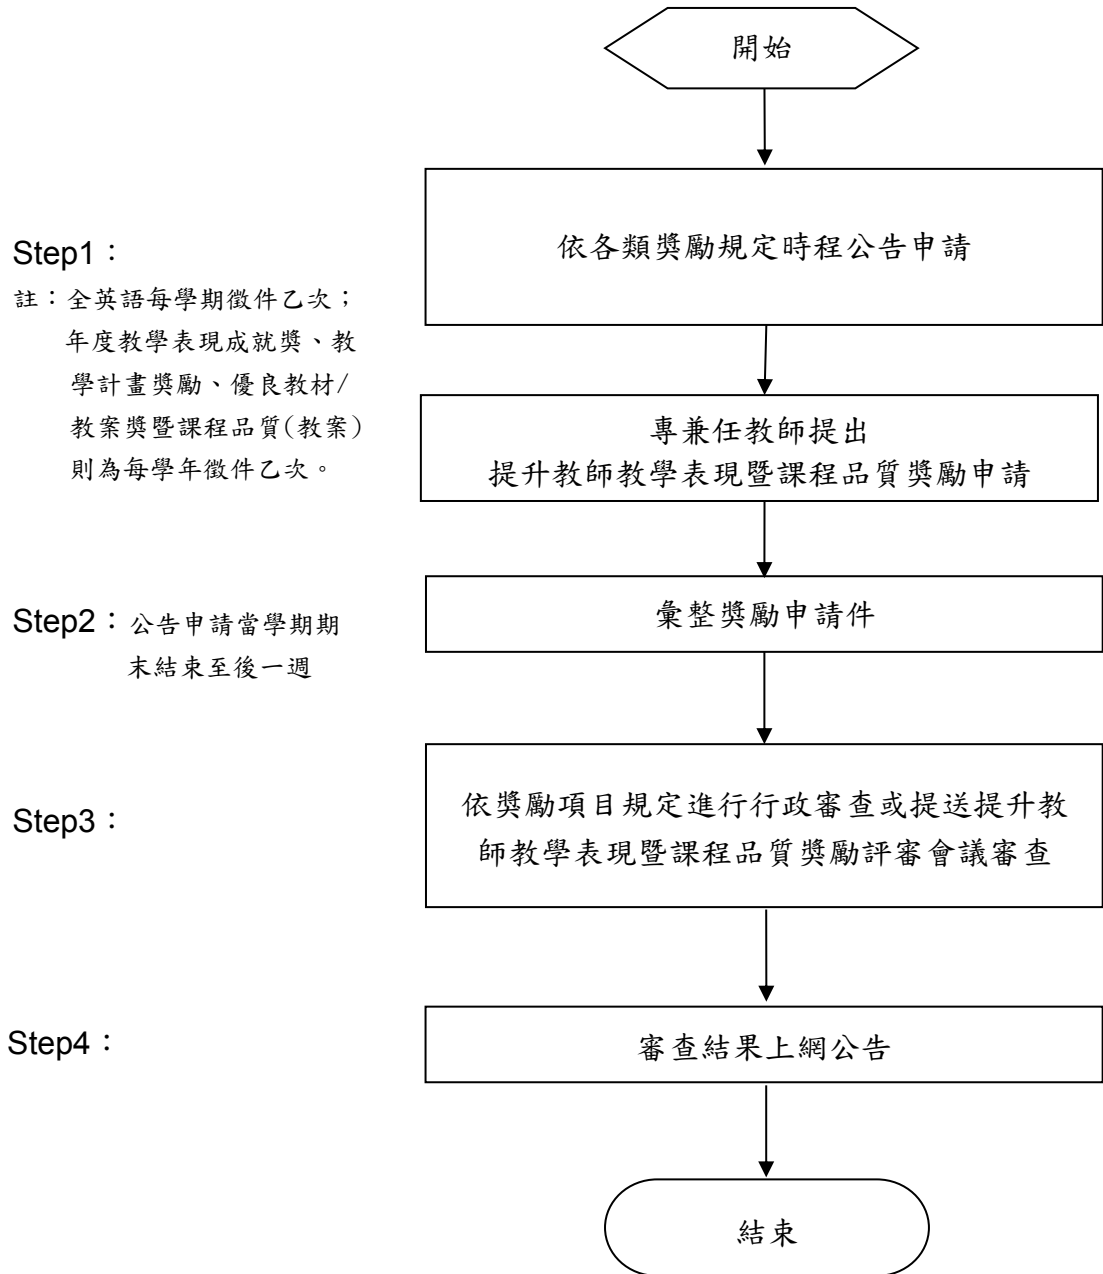 開始
Step1：
註：全英語每學期徵件乙次；
年度教學表現成就獎、教
學計畫獎勵、優良教材/
教案獎暨課程品質(教案)
則為每學年徵件乙次。
依各類獎勵規定時程公告申請
專兼任教師提出
提升教師教學表現暨課程品質獎勵申請
Step2：公告申請當學期期
末結束至後一週
彙整獎勵申請件
Step3：
依獎勵項目規定進行行政審查或提送提升教
師教學表現暨課程品質獎勵評審會議審查
Step4：
審查結果上網公告
結束